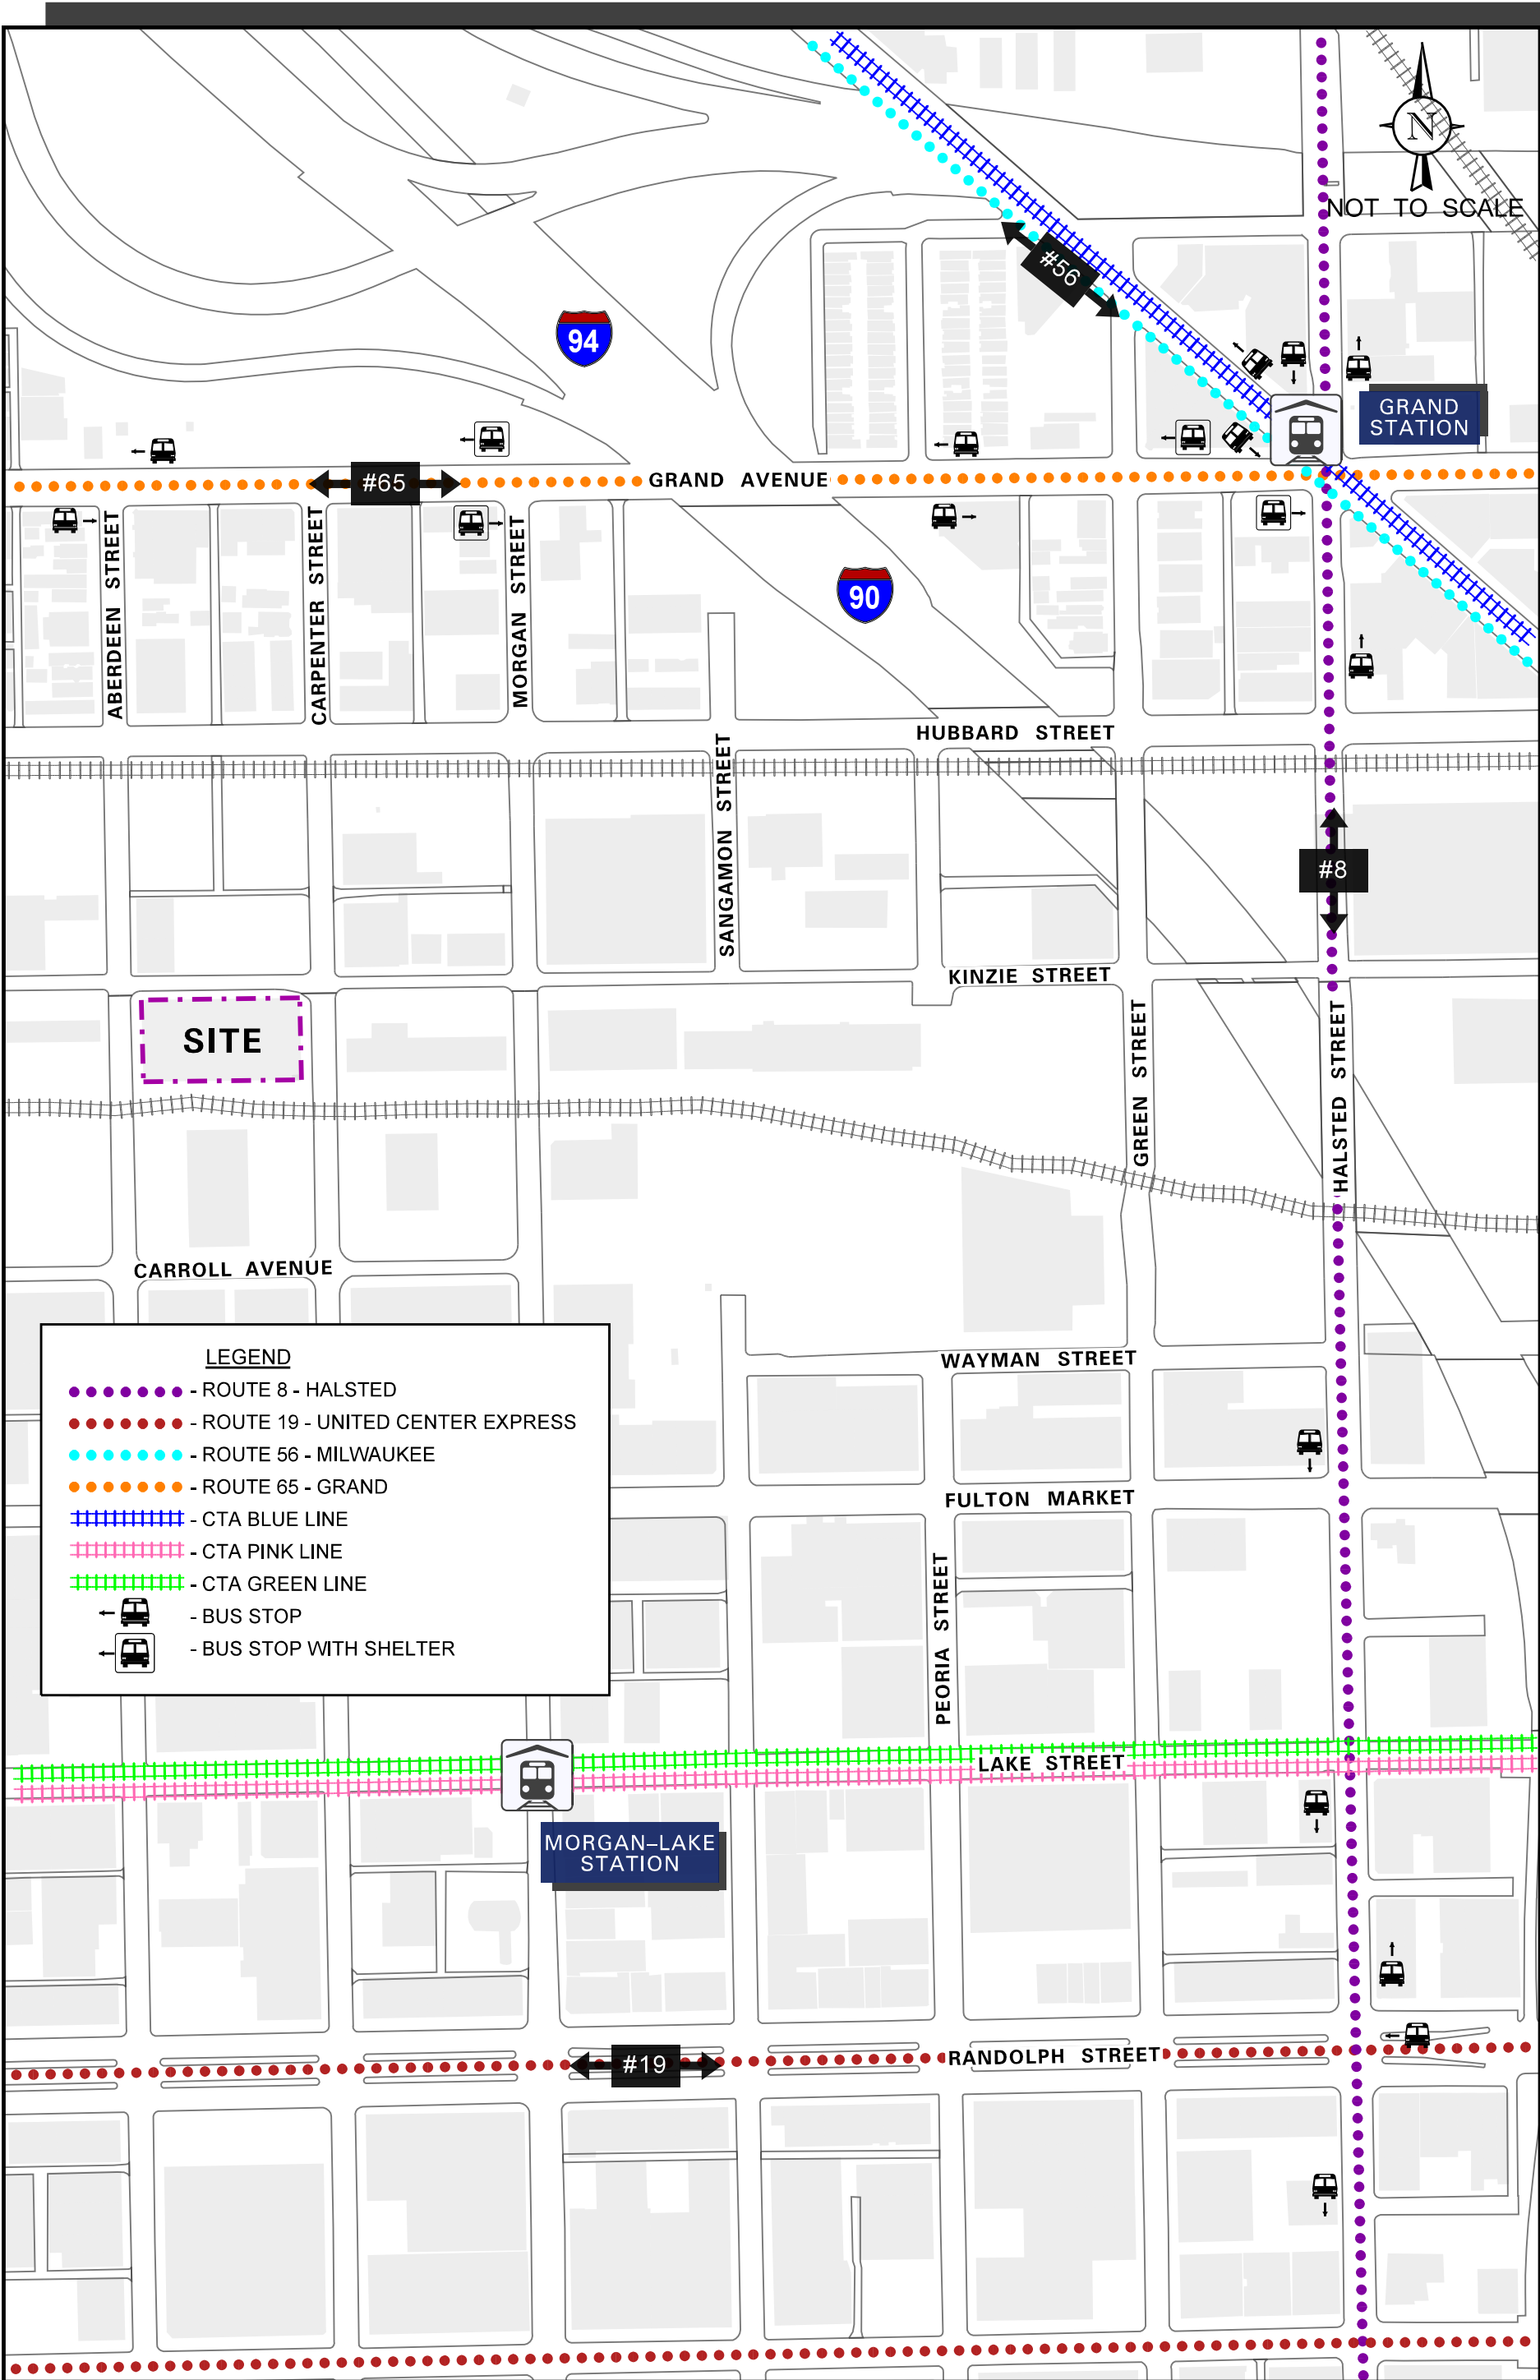 N
NOT TO SCALE
#56
94
GRAND
STATION
#65
GRAND AVENUE
ABERDEEN STREET
CARPENTER STREET
MORGAN STREET
90
HUBBARD STREET
SANGAMON STREET
#8
KINZIE STREET
SITE
GREEN STREET
HALSTED STREET
CARROLL AVENUE
WAYMAN STREET
LEGEND
- ROUTE 8 - HALSTED
- ROUTE 19 - UNITED CENTER EXPRESS
- ROUTE 56 - MILWAUKEE
- ROUTE 65 - GRAND
- CTA BLUE LINE
- CTA PINK LINE
- CTA GREEN LINE
- BUS STOP
- BUS STOP WITH SHELTER
FULTON MARKET
PEORIA STREET
LAKE STREET
MORGAN–LAKE
STATION
#19
RANDOLPH STREET